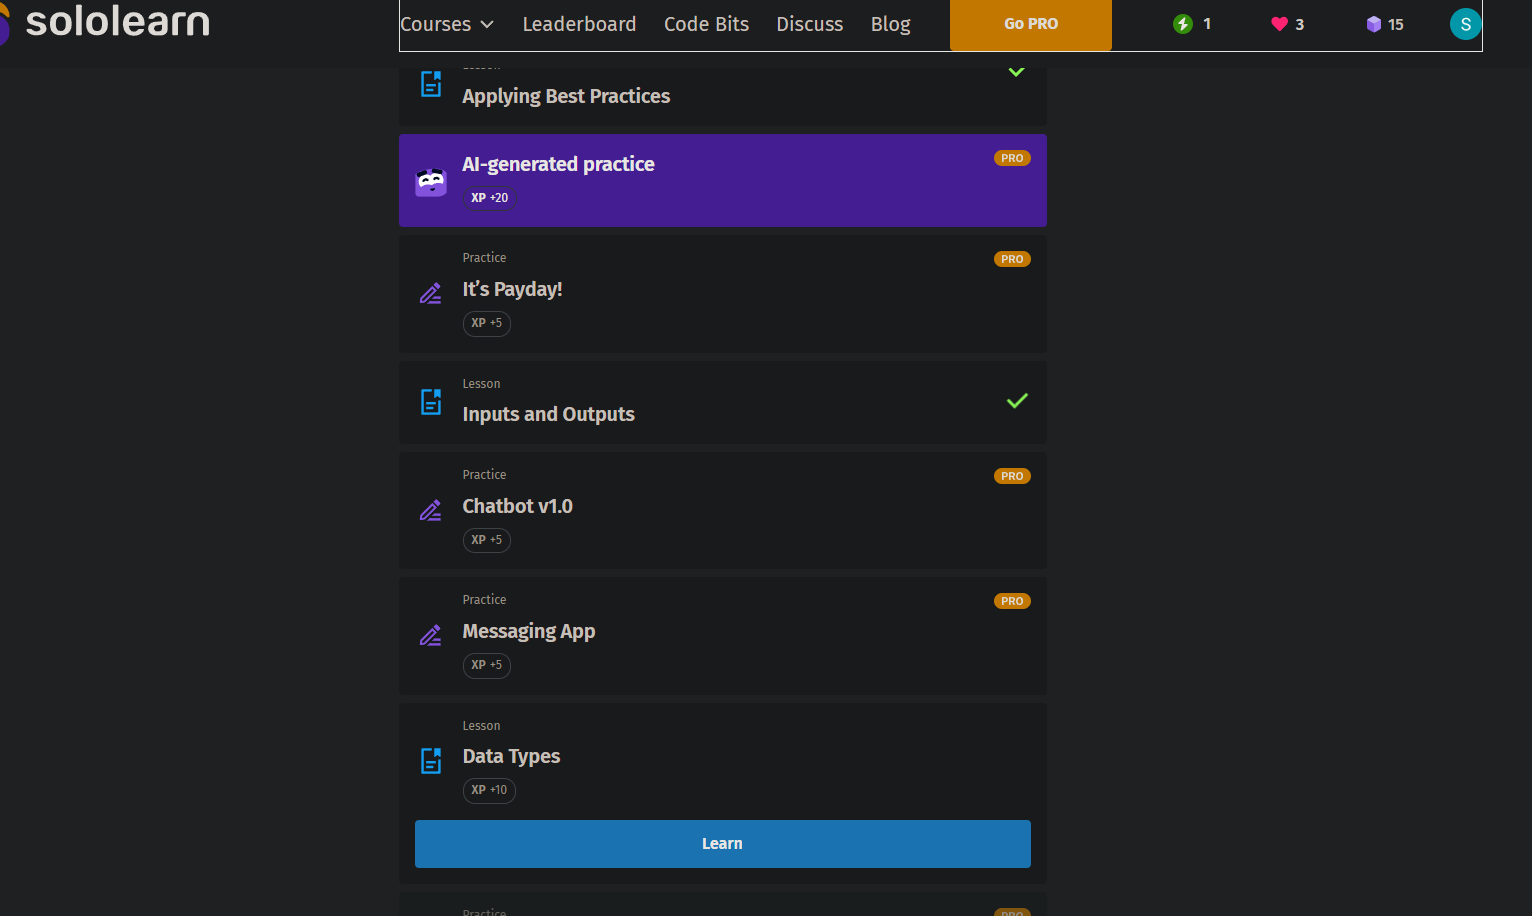 sololearn
Courses Leaderboard Code Bits Discuss Blog Go PRO 1 3 15 S
Lesson
Applying Best Practices
AI-generated practice PRO
XP +20
Practice PRO
It’s Payday!
XP +5
Lesson
Inputs and Outputs
Practice PRO
Chatbot v1.0
XP +5
Practice PRO
Messaging App
XP +5
Lesson
Data Types
XP +10
Learn
Practice PRO